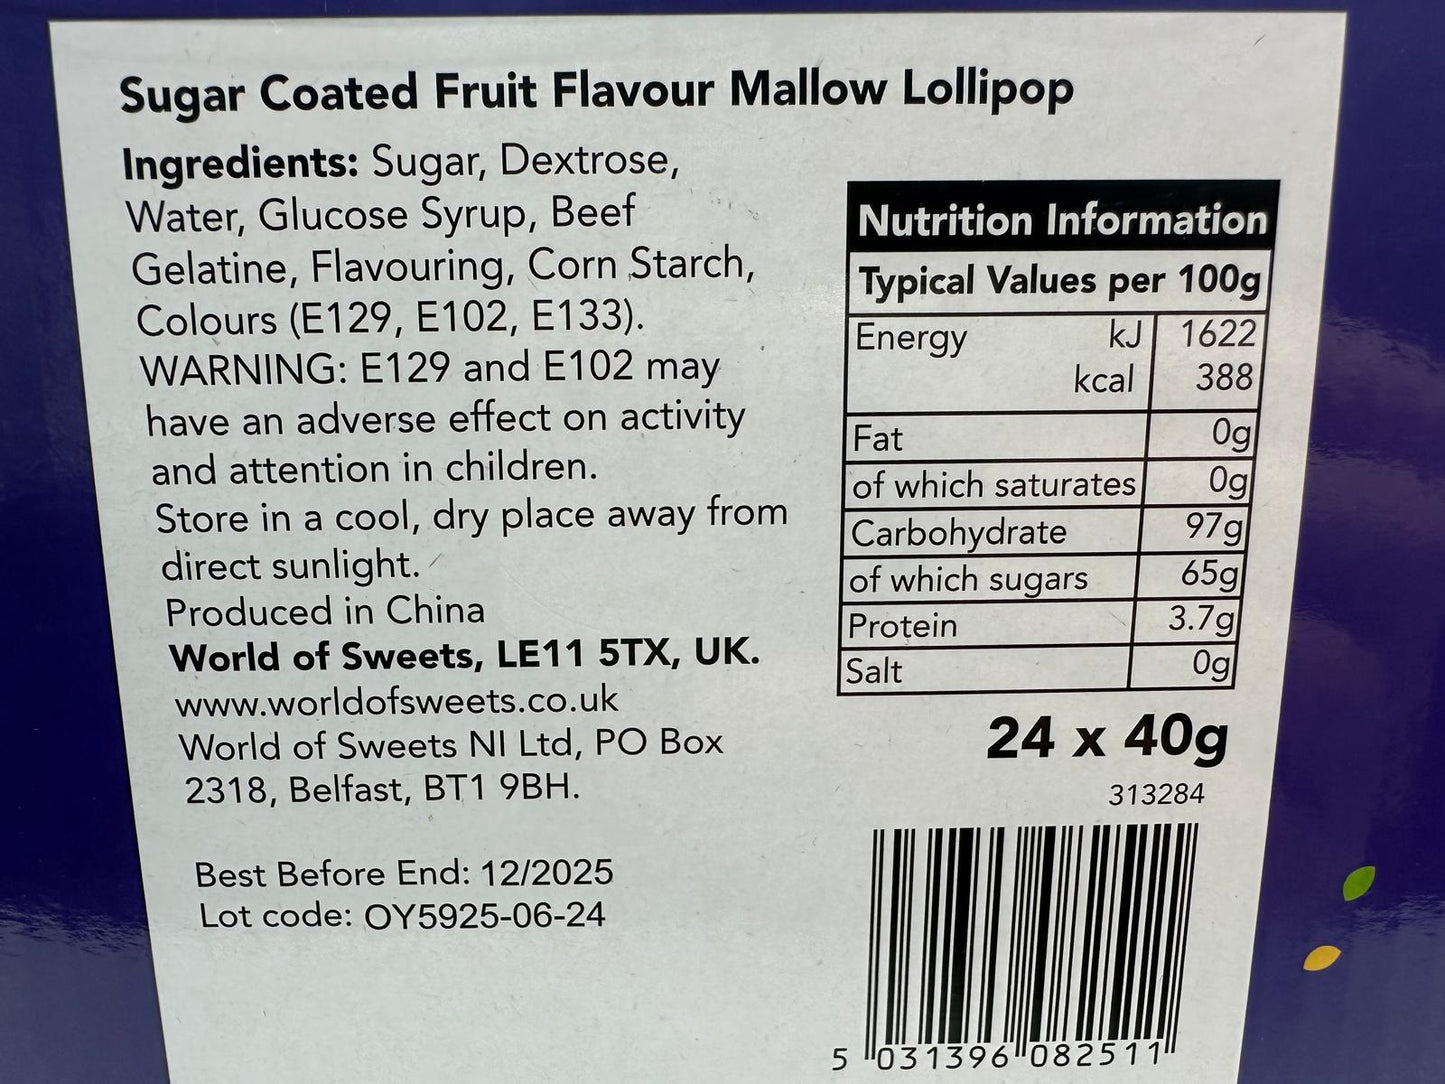 Sugar Coated Fruit Flavour Mallow Lollipop
Ingredients: Sugar, Dextrose,
Water, Glucose Syrup, Beef
Gelatine, Flavouring, Corn Starch,
Colours (E129, E102, E133).
WARNING: E129 and E102 may
have an adverse effect on activity
and attention in children.
Store in a cool, dry place away from
direct sunlight.
Produced in China
World of Sweets, LE11 5TX, UK.
www.worldofsweets.co.uk
World of Sweets NI Ltd, PO Box
2318, Belfast, BT1 9BH.
Best Before End: 12/2025
Lot code: OY5925-06-24
Nutrition Information
Typical Values per 100g
Energy kJ 1622
kcal 388
Fat 0g
of which saturates 0g
Carbohydrate 97g
of which sugars 65g
Protein 3.7g
Salt 0g
24 x 40g
313284
5 031396 082511